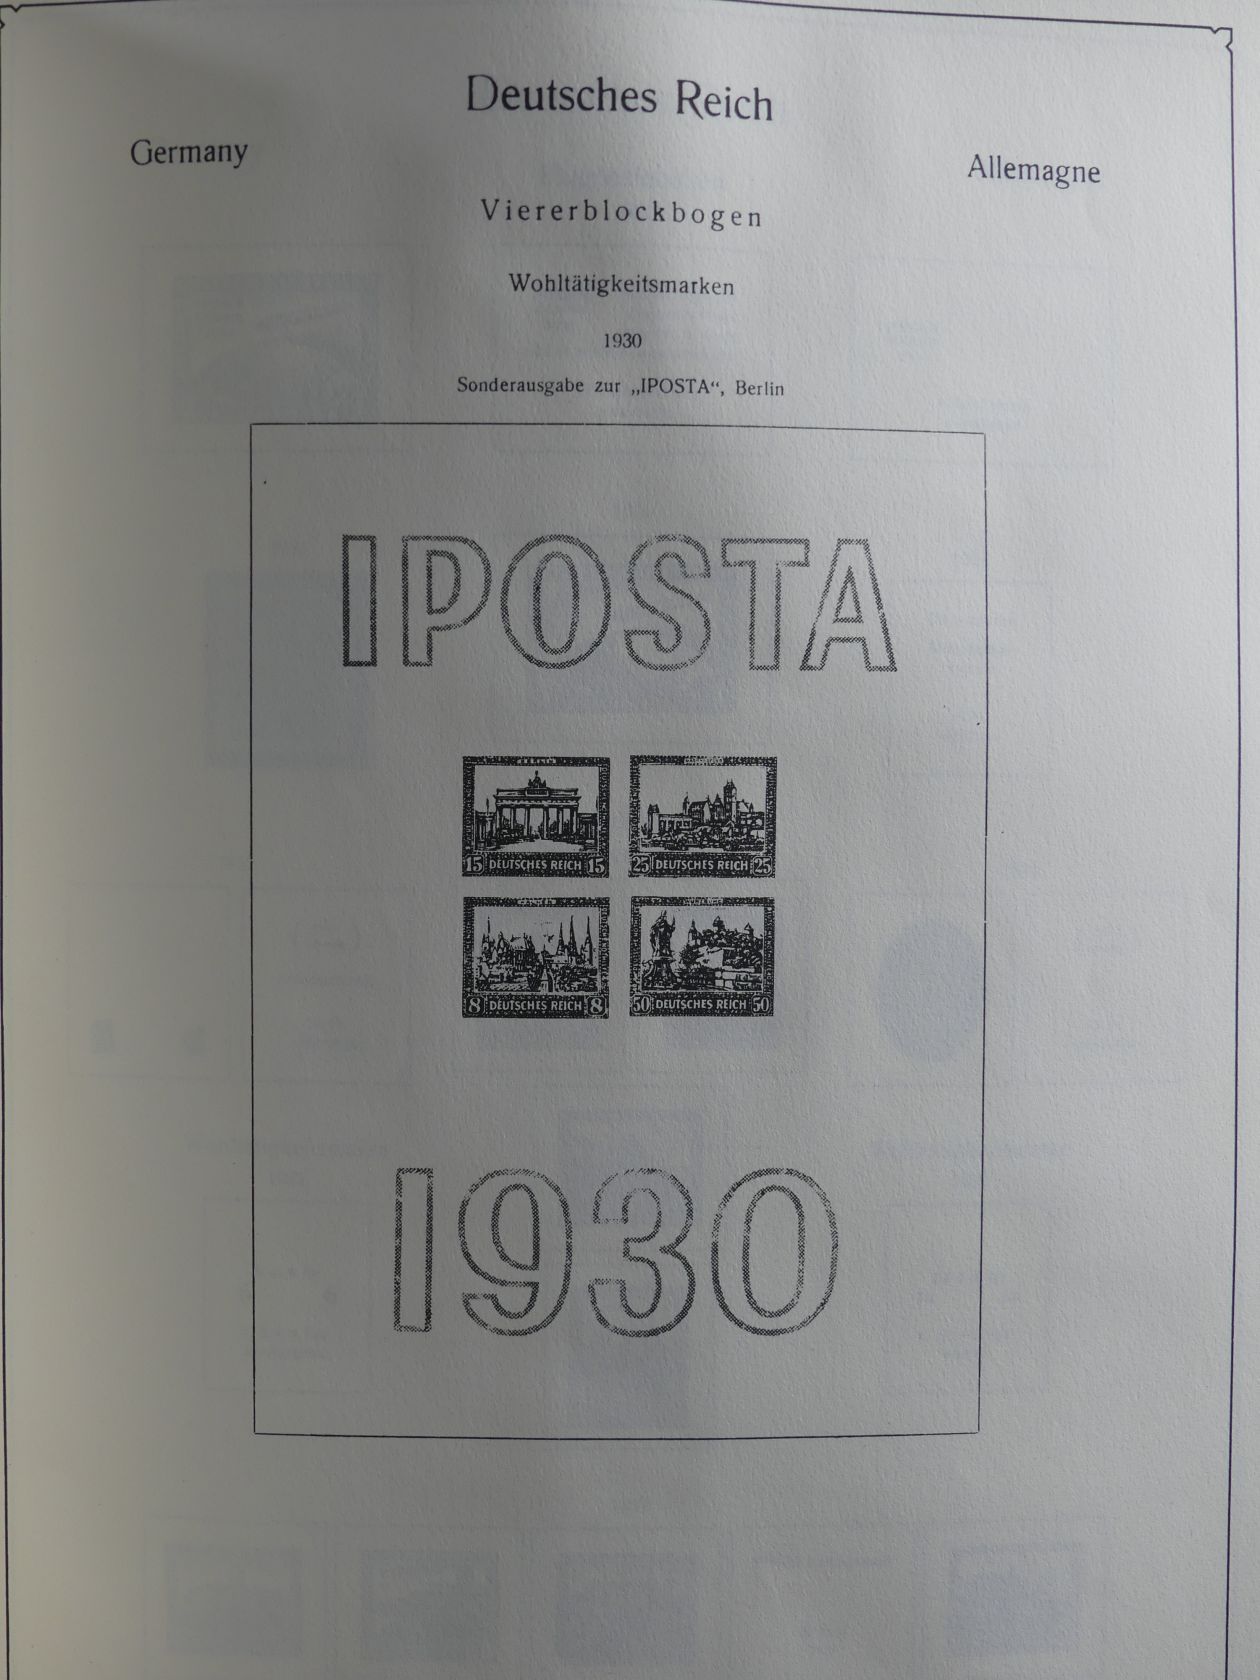 Deutsches Reich
Germany
Allemagne
Viererblockbogen
Wohltätigkeitsmarken
1930
Sonderausgabe zur „IPOSTA“, Berlin
IPOSTA
15 DEUTSCHES REICH 15
25 DEUTSCHES REICH 25
8 DEUTSCHES REICH 8
50 DEUTSCHES REICH 50
1930